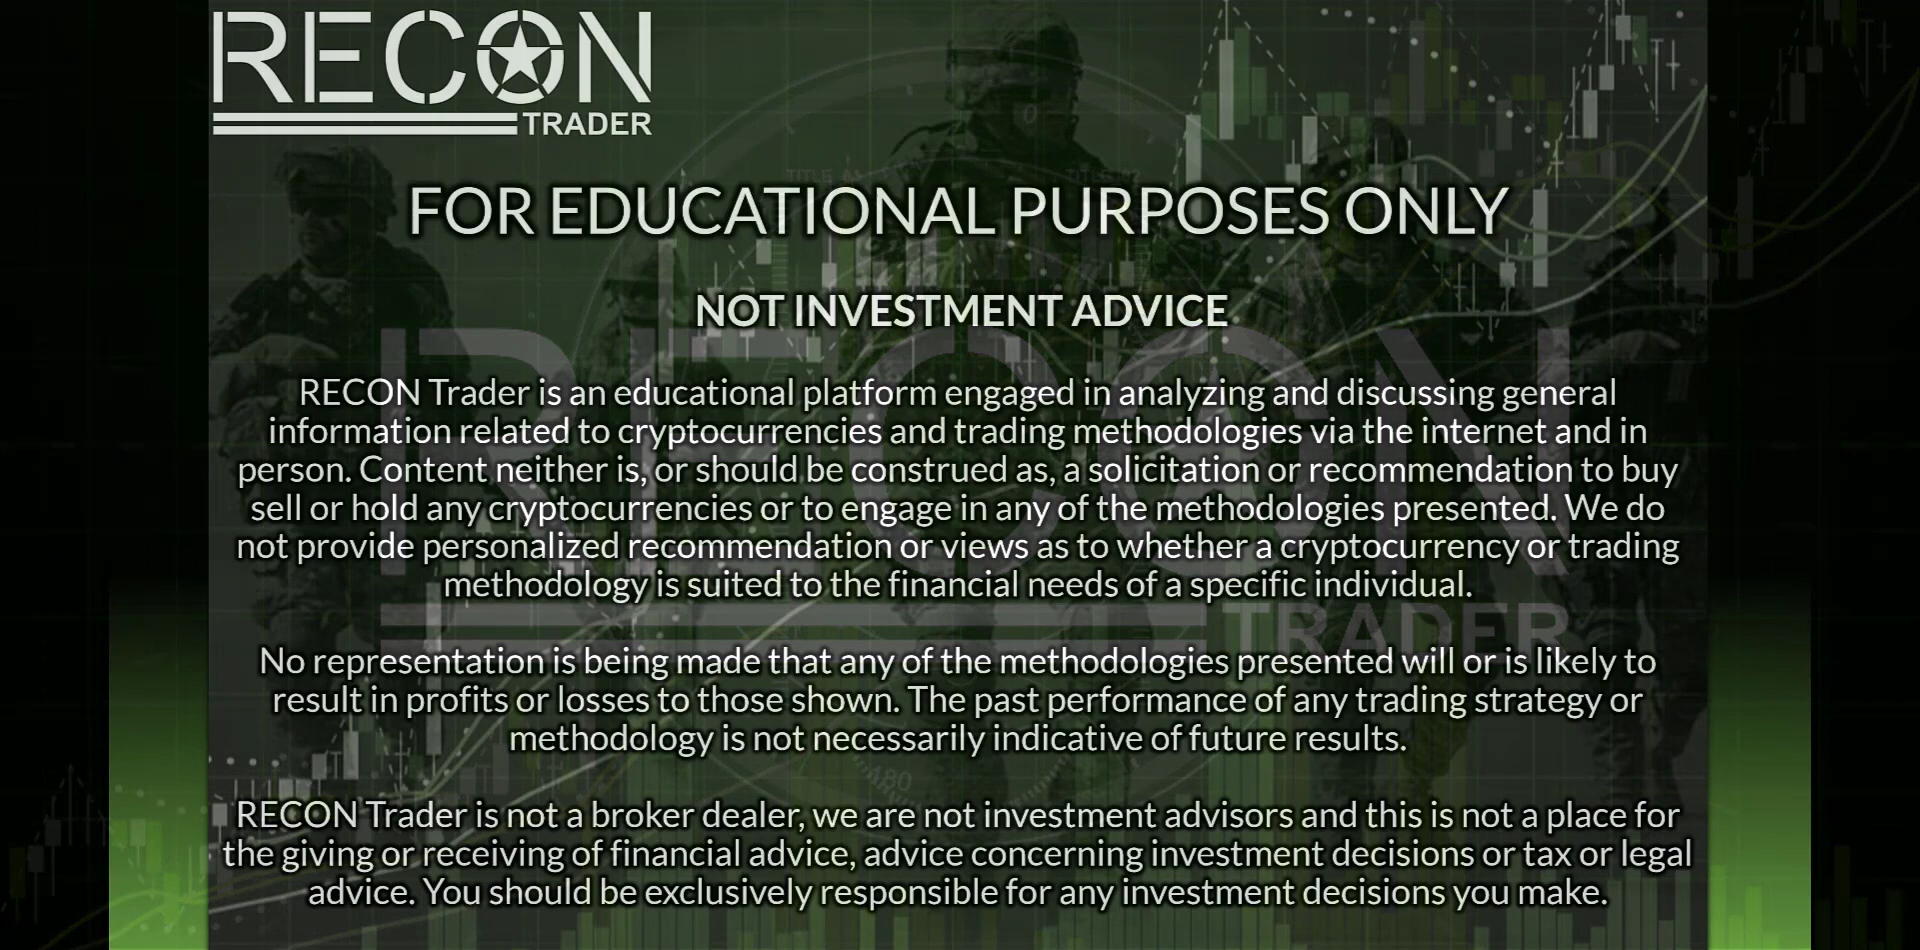 RECON
TRADER
FOR EDUCATIONAL PURPOSES ONLY
NOT INVESTMENT ADVICE
RECON Trader is an educational platform engaged in analyzing and discussing general
information related to cryptocurrencies and trading methodologies via the internet and in
person. Content neither is, or should be construed as, a solicitation or recommendation to buy
sell or hold any cryptocurrencies or to engage in any of the methodologies presented. We do
not provide personalized recommendation or views as to whether a cryptocurrency or trading
methodology is suited to the financial needs of a specific individual.
No representation is being made that any of the methodologies presented will or is likely to
result in profits or losses to those shown. The past performance of any trading strategy or
methodology is not necessarily indicative of future results.
RECON Trader is not a broker dealer, we are not investment advisors and this is not a place for
the giving or receiving of financial advice, advice concerning investment decisions or tax or legal
advice. You should be exclusively responsible for any investment decisions you make.
RECON
TRADER
180